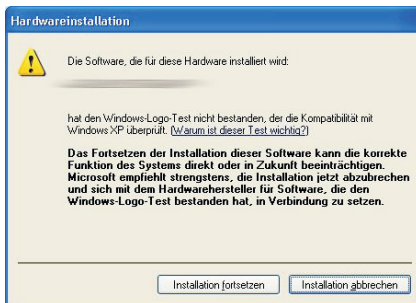 Hardwareinstallation
Die Software, die für diese Hardware installiert wird:
hat den Windows-Logo-Test nicht bestanden, der die Kompatibilität mit
Windows XP überprüft. (Warum ist dieser Test wichtig?)
Das Fortsetzen der Installation dieser Software kann die korrekte
Funktion des Systems direkt oder in Zukunft beeinträchtigen.
Microsoft empfiehlt strengstens, die Installation jetzt abzubrechen
und sich mit dem Hardwarehersteller für Software, die den
Windows-Logo-Test bestanden hat, in Verbindung zu setzen.
Installation fortsetzen
Installation abbrechen